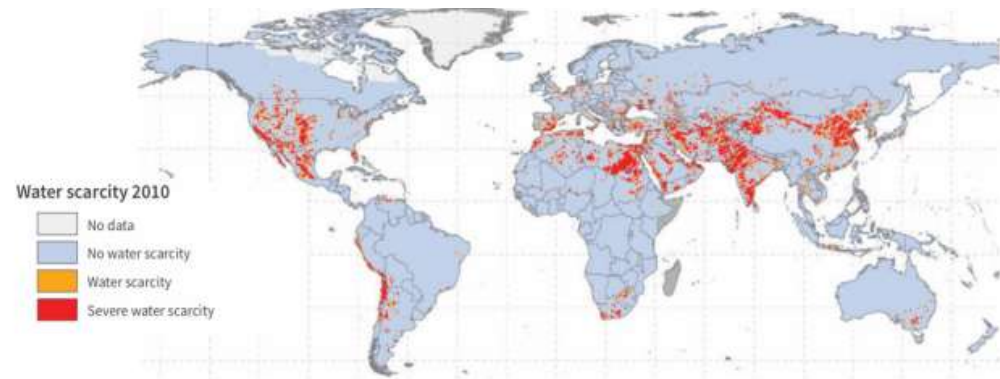 Water scarcity 2010
No data
No water scarcity
Water scarcity
Severe water scarcity